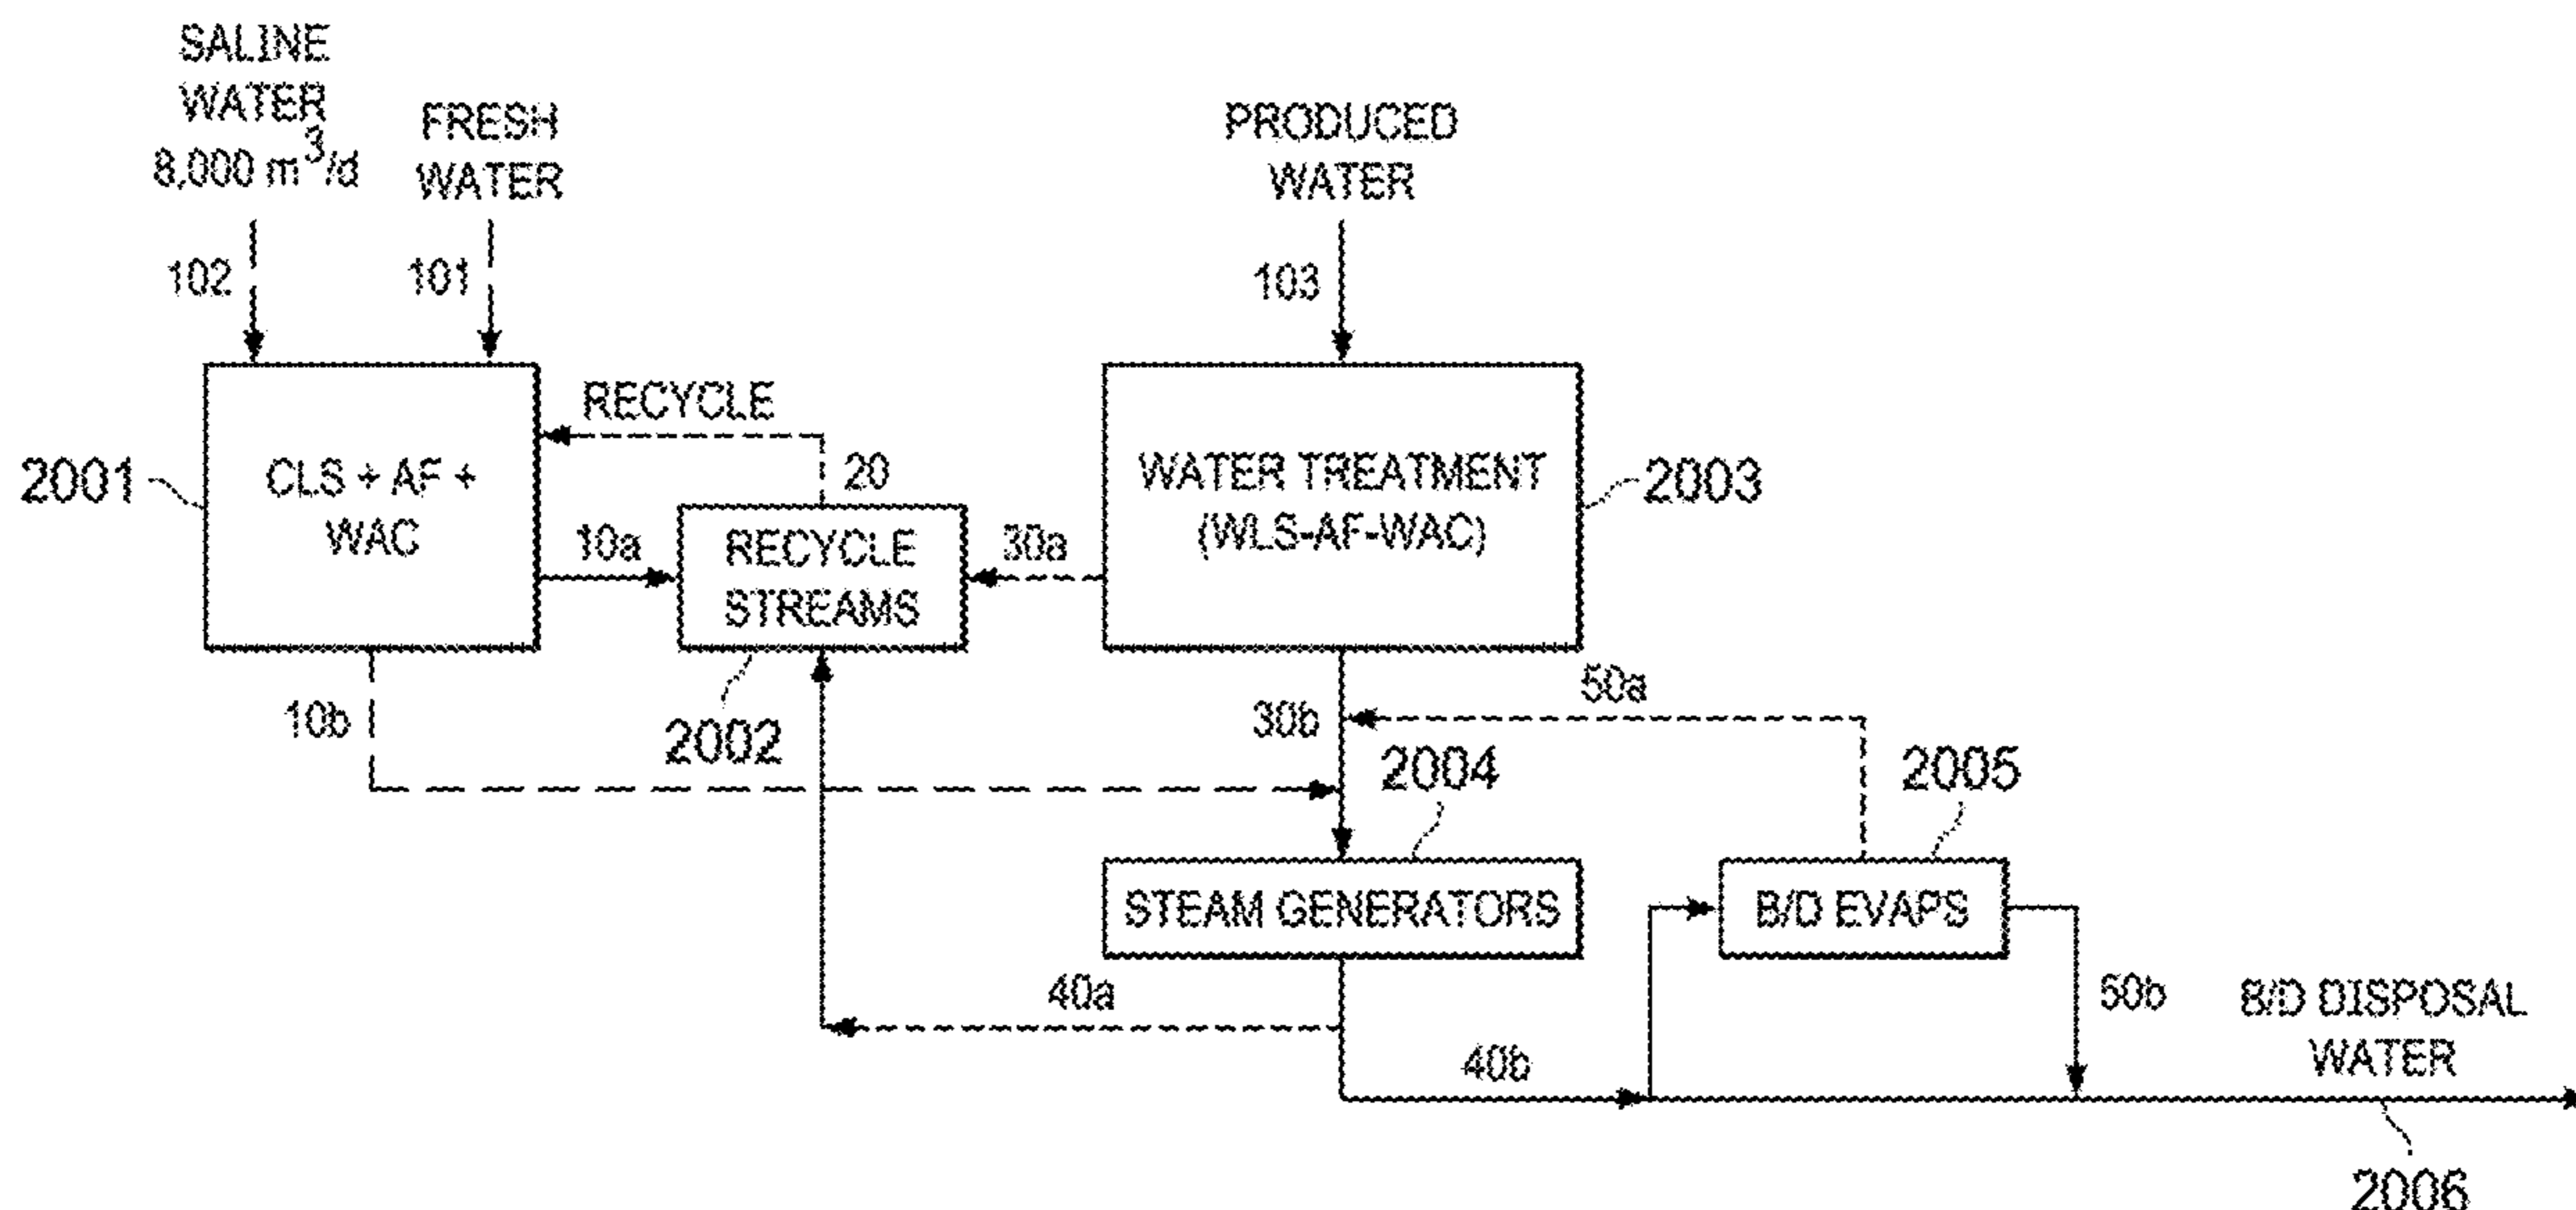 SALINE
WATER
8,000 m³/d
FRESH
WATER
PRODUCED
WATER
102
101
103
RECYCLE
2001
CLS + AF +
WAC
20
WATER TREATMENT
(WLS-AF-WAC)
2003
10a
RECYCLE
STREAMS
30a
10b
2002
30b
50a
2004
2005
STEAM GENERATORS
B/D EVAPS
40a
50b
B/D DISPOSAL
WATER
40b
2006